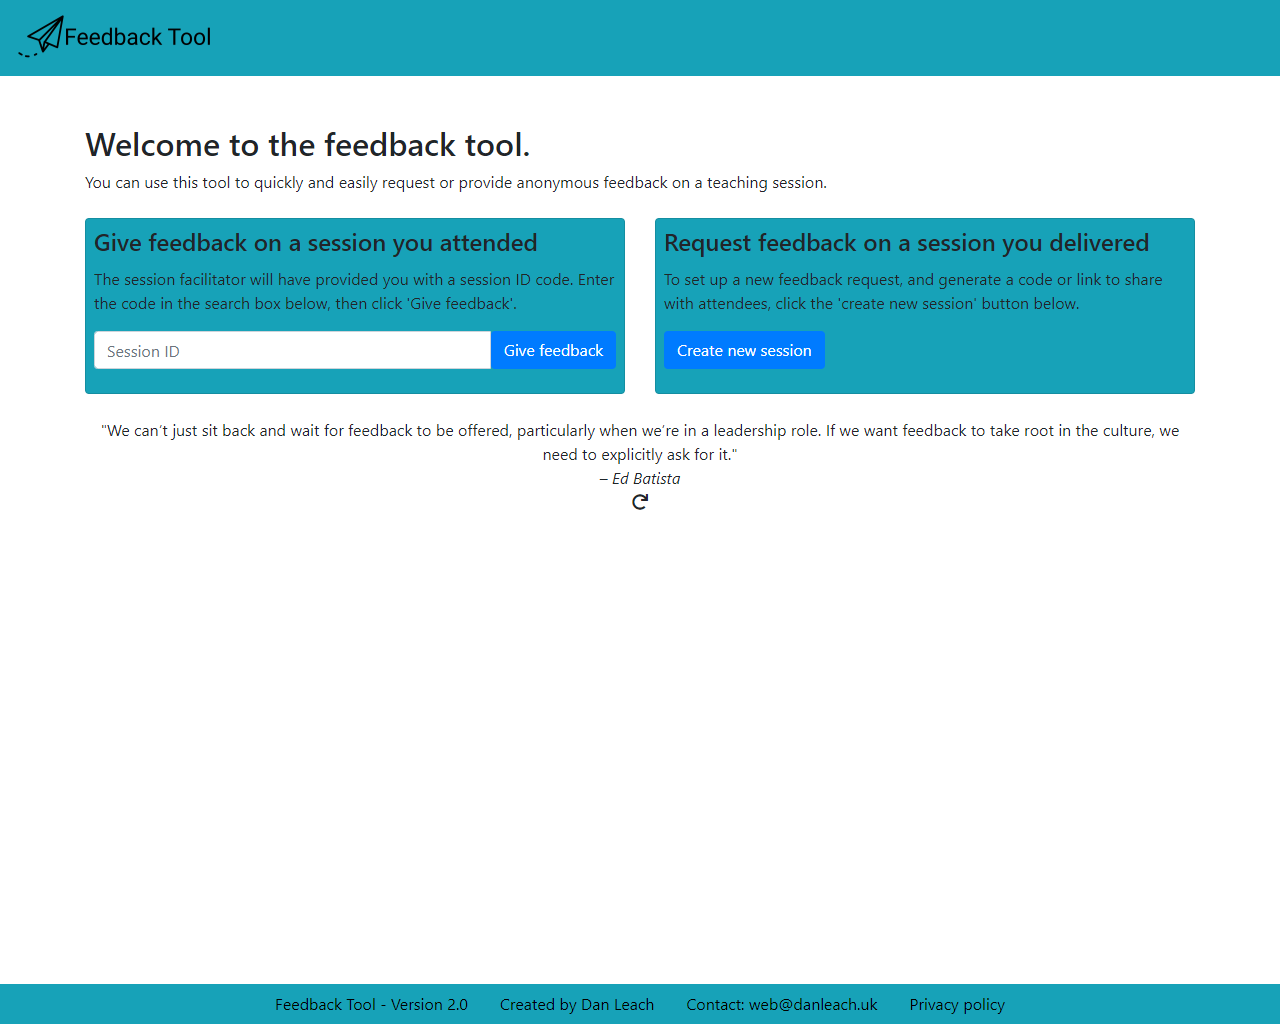 Feedback Tool
Welcome to the feedback tool.
You can use this tool to quickly and easily request or provide anonymous feedback on a teaching session.
Give feedback on a session you attended
The session facilitator will have provided you with a session ID code. Enter
the code in the search box below, then click 'Give feedback'.
Session ID
Give feedback
Request feedback on a session you delivered
To set up a new feedback request, and generate a code or link to share
with attendees, click the 'create new session' button below.
Create new session
"We can’t just sit back and wait for feedback to be offered, particularly when we’re in a leadership role. If we want feedback to take root in the culture, we
need to explicitly ask for it."
– Ed Batista
Feedback Tool - Version 2.0 Created by Dan Leach Contact: web@danleach.uk Privacy policy